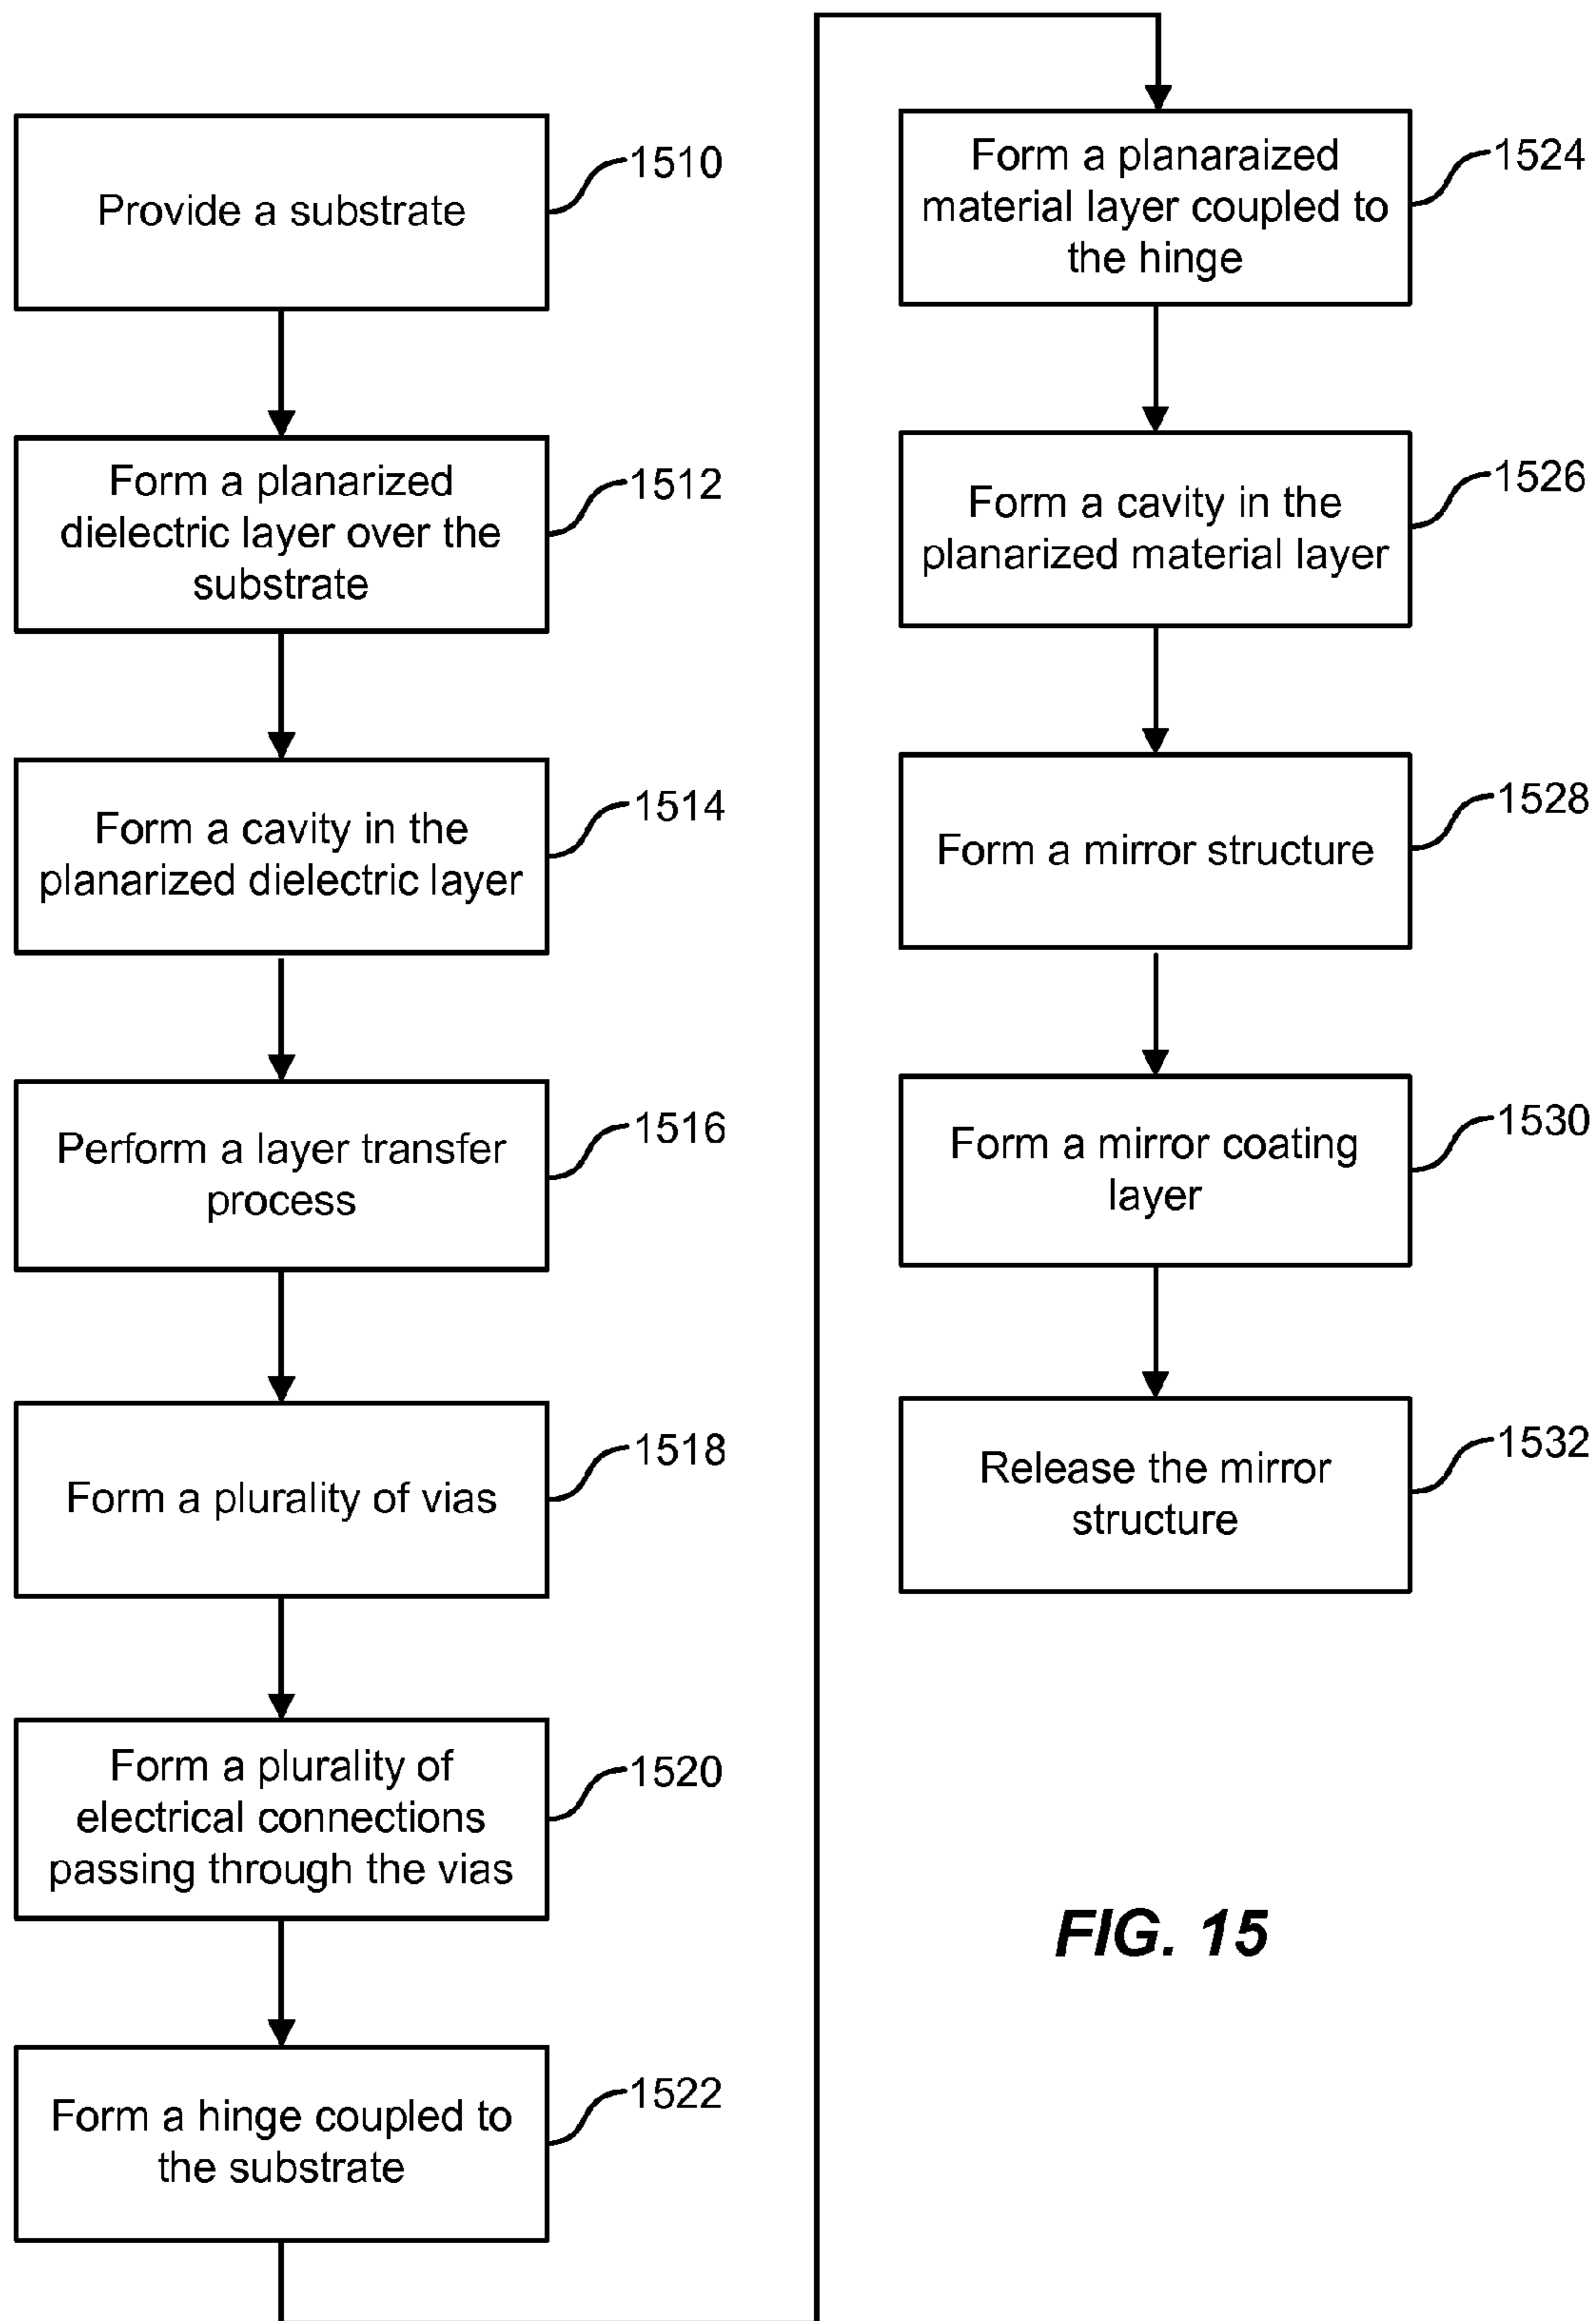 Provide a substrate
1510
Form a planarized
dielectric layer over the
substrate
1512
Form a cavity in the
planarized dielectric layer
1514
Perform a layer transfer
process
1516
Form a plurality of vias
1518
Form a plurality of
electrical connections
passing through the vias
1520
Form a hinge coupled to
the substrate
1522
Form a planaraized
material layer coupled to
the hinge
1524
Form a cavity in the
planarized material layer
1526
Form a mirror structure
1528
Form a mirror coating
layer
1530
Release the mirror
structure
1532
FIG. 15